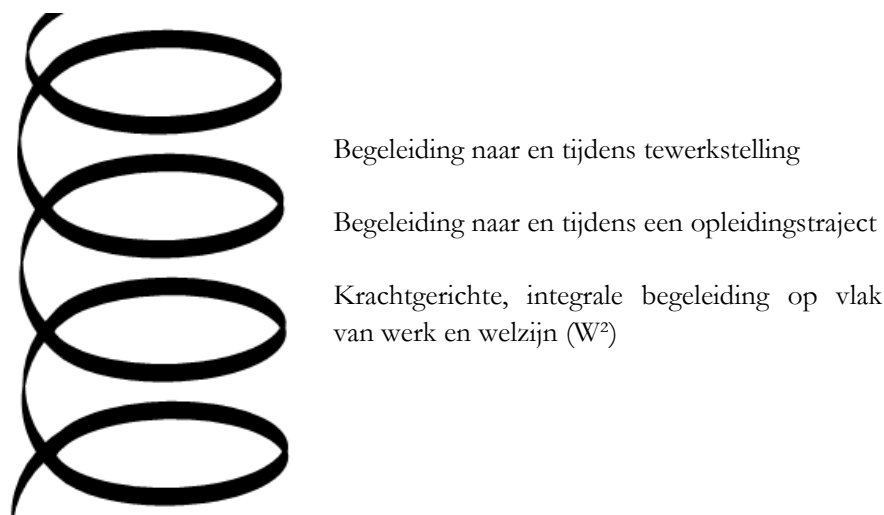 Begeleiding naar en tijdens tewerkstelling
Begeleiding naar en tijdens een opleidingstraject
Krachtgerichte, integrale begeleiding op vlak
van werk en welzijn (W²)